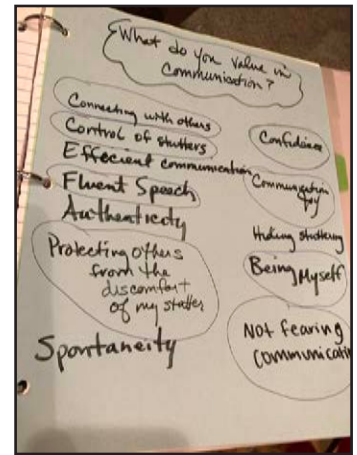 What do you value in
Communication?
Connecting with others
Control of stutters
Effecient communication
Fluent Speech
Authenticity
Protecting others
from the
discomfort
of my stutter
Spontaneity
Confidence
Communication
Joy
Hiding stuttering
Being Myself
Not fearing
Communicatin